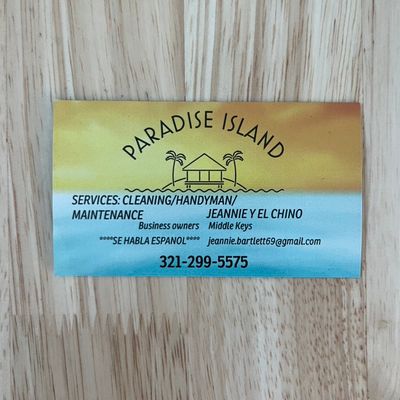 PARADISE ISLAND
SERVICES: CLEANING/HANDYMAN/
MAINTENANCE JEANNIE Y EL CHINO
Business owners Middle Keys
****SE HABLA ESPANOL**** jeannie.bartlett69@gmail.com
321-299-5575